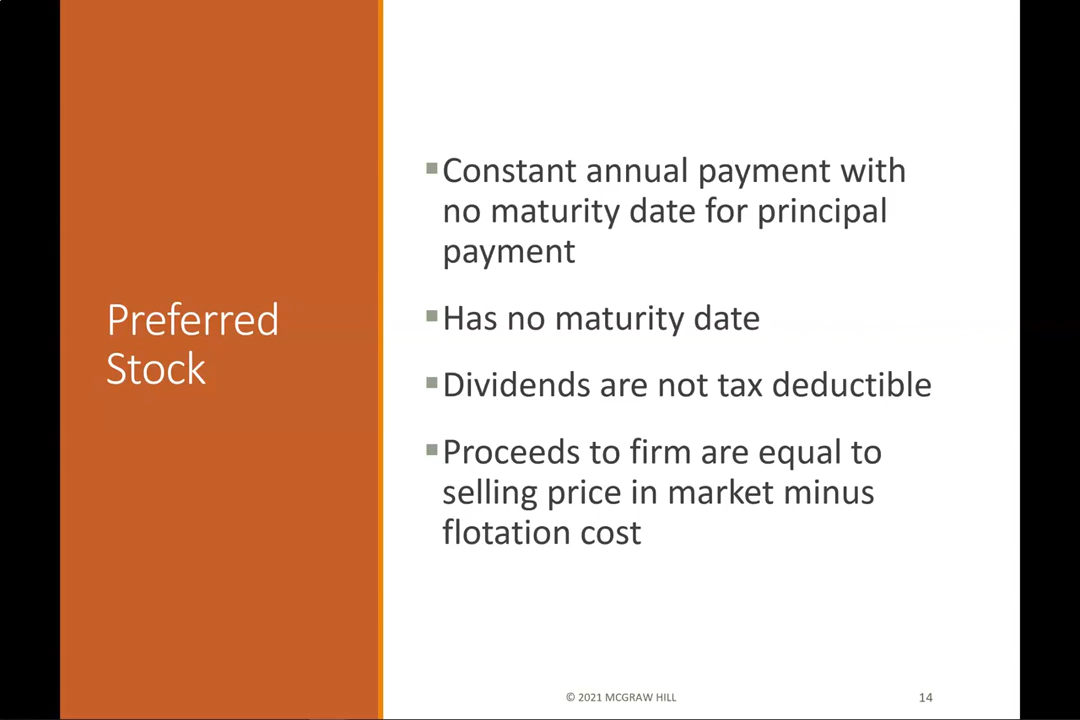 Preferred
Stock
▪Constant annual payment with
no maturity date for principal
payment
▪Has no maturity date
▪Dividends are not tax deductible
▪Proceeds to firm are equal to
selling price in market minus
flotation cost
© 2021 MCGRAW HILL
14